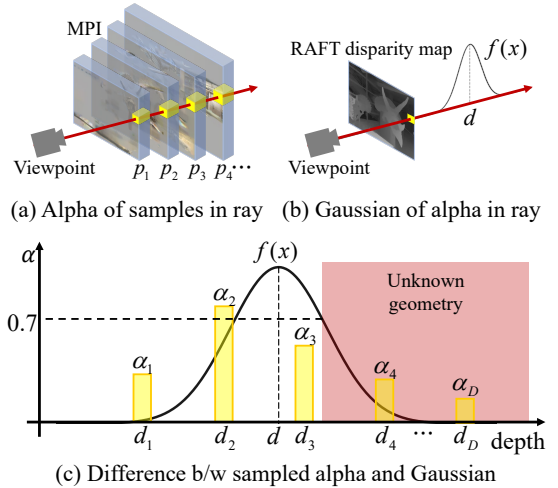 MPI
Viewpoint
p1 p2 p3 p4 ···
(a) Alpha of samples in ray
RAFT disparity map
f(x)
d
Viewpoint
(b) Gaussian of alpha in ray
α
f(x)
Unknown
geometry
α2
0.7
α3
α1
α4
αD
d1 d2 d d3 d4 ··· dD depth
(c) Difference b/w sampled alpha and Gaussian